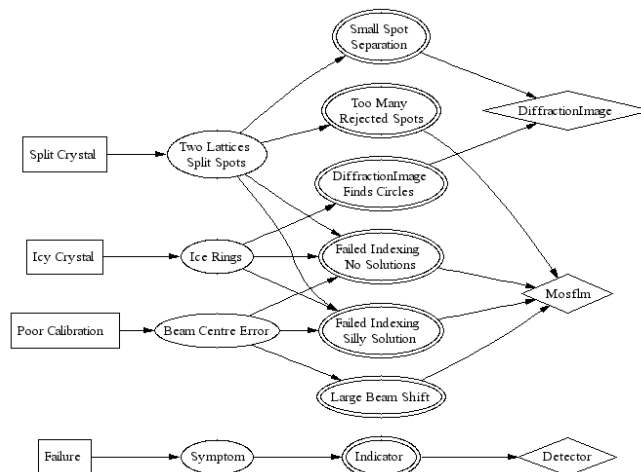 Small Spot
Separation
Too Many
Rejected Spots
DiffractionImage
Split Crystal
Two Lattices
Split Spots
DiffractionImage
Finds Circles
Icy Crystal
Ice Rings
Failed Indexing
No Solutions
Mosflm
Poor Calibration
Beam Centre Error
Failed Indexing
Silly Solution
Large Beam Shift
Failure
Symptom
Indicator
Detector